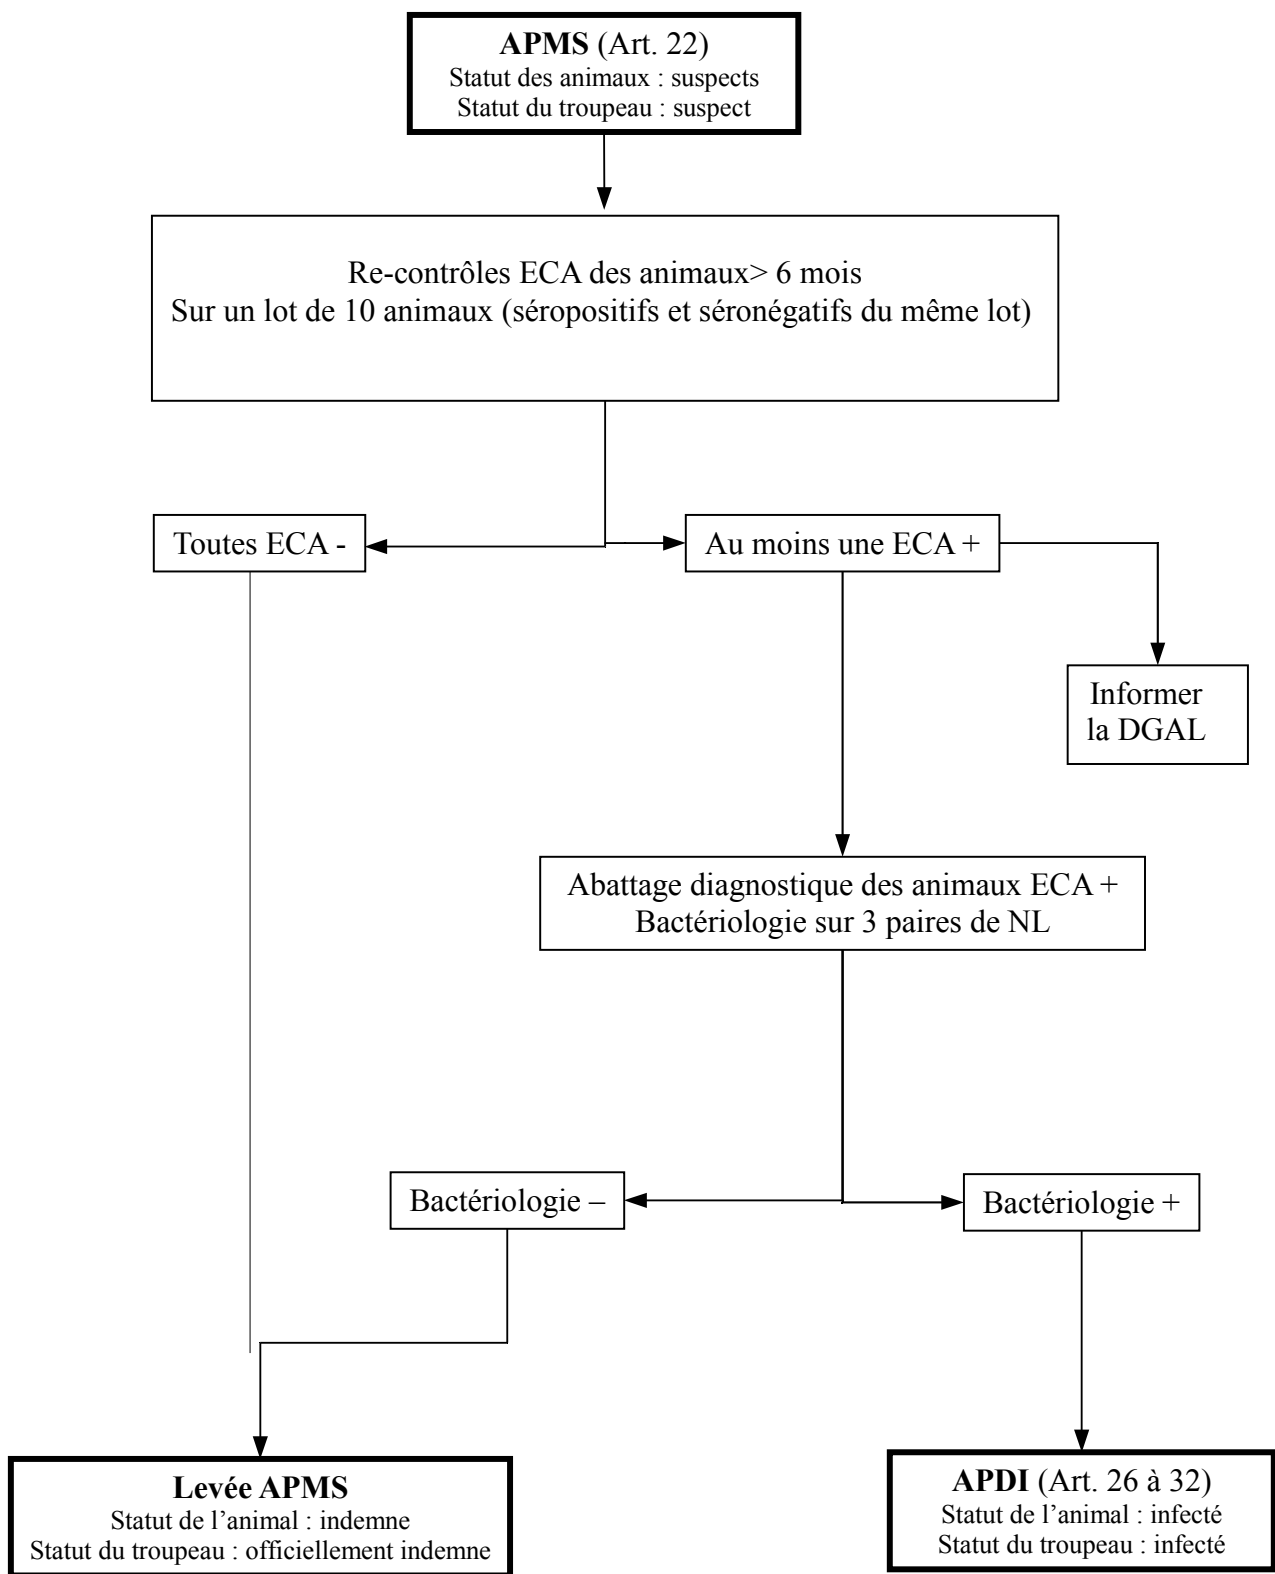 APMS (Art. 22)
Statut des animaux : suspects
Statut du troupeau : suspect
Re-contrôles ECA des animaux> 6 mois
Sur un lot de 10 animaux (séropositifs et séronégatifs du même lot)
Toutes ECA -
Au moins une ECA +
Informer
la DGAL
Abattage diagnostique des animaux ECA +
Bactériologie sur 3 paires de NL
Bactériologie –
Bactériologie +
Levée APMS
Statut de l’animal : indemne
Statut du troupeau : officiellement indemne
APDI (Art. 26 à 32)
Statut de l’animal : infecté
Statut du troupeau : infecté